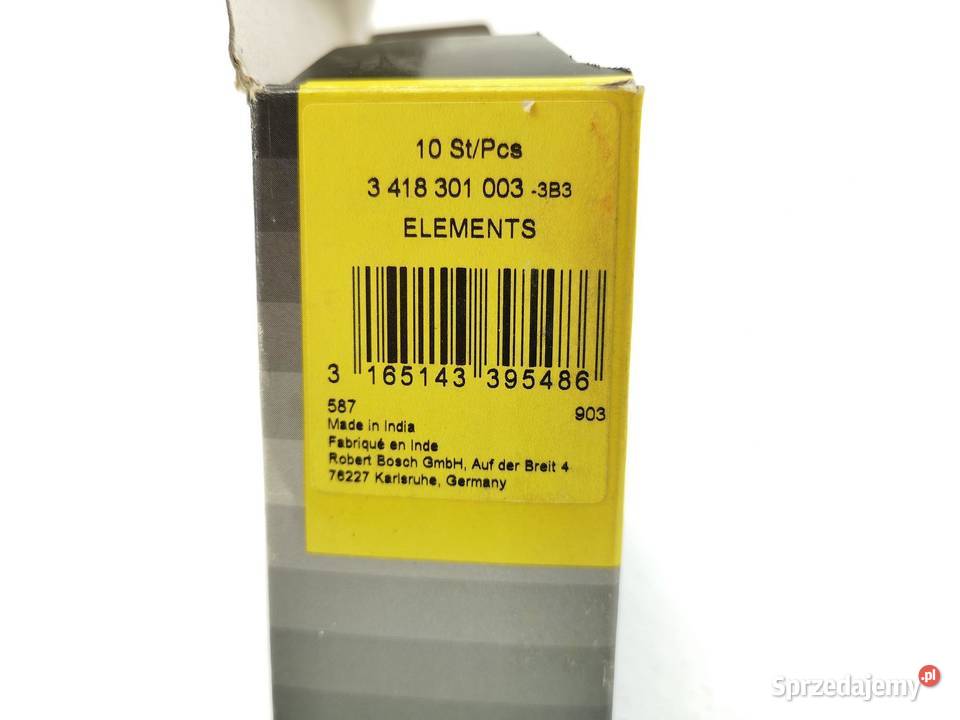 10 St/Pcs
3 418 301 003 -3B3
ELEMENTS
3 165143 395486
587 903
Made in India
Fabriqué en Inde
Robert Bosch GmbH, Auf der Breit 4
76227 Karlsruhe, Germany
Sprzedajemy.pl